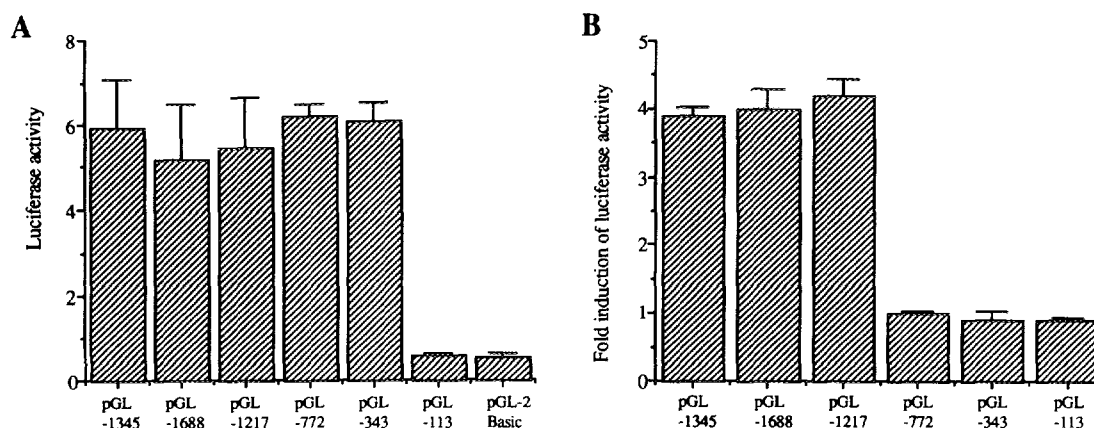 A
Luciferase activity
8
6
4
2
0
pGL -1345
pGL -1688
pGL -1217
pGL -772
pGL -343
pGL -113
pGL-2 Basic
B
Fold induction of luciferase activity
5
4
3
2
1
0
pGL -1345
pGL -1688
pGL -1217
pGL -772
pGL -343
pGL -113